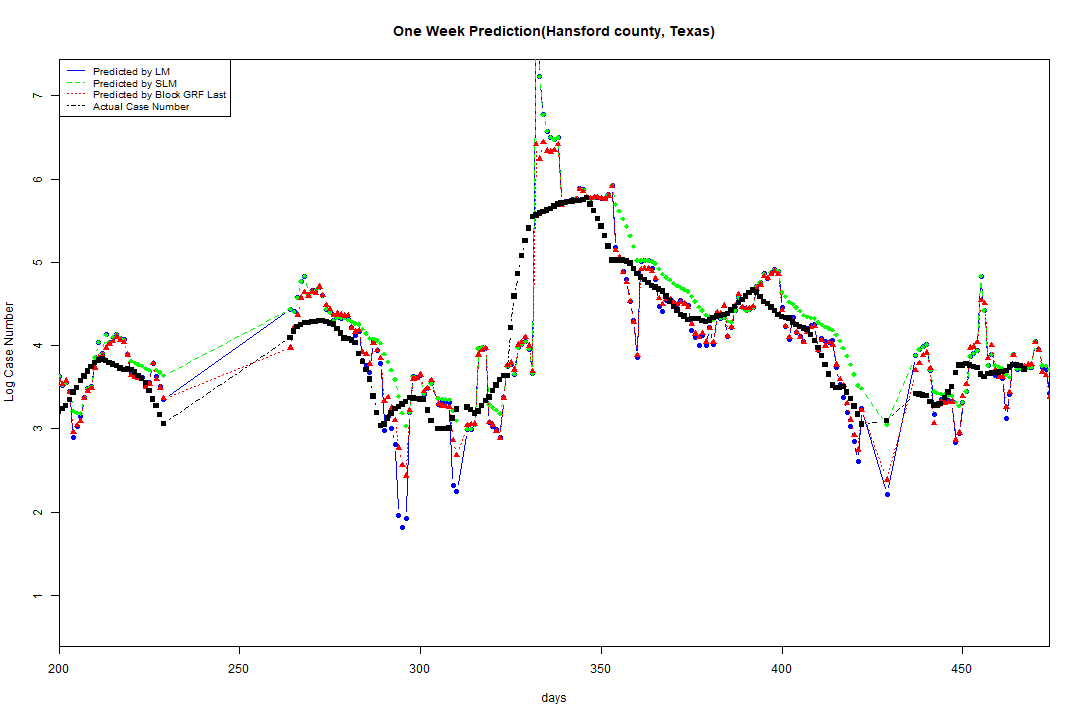 One Week Prediction(Hansford county, Texas)
Predicted by LM
Predicted by SLM
Predicted by Block GRF Last
Actual Case Number
7
6
5
4
3
2
1
Log Case Number
200 250 300 350 400 450
days